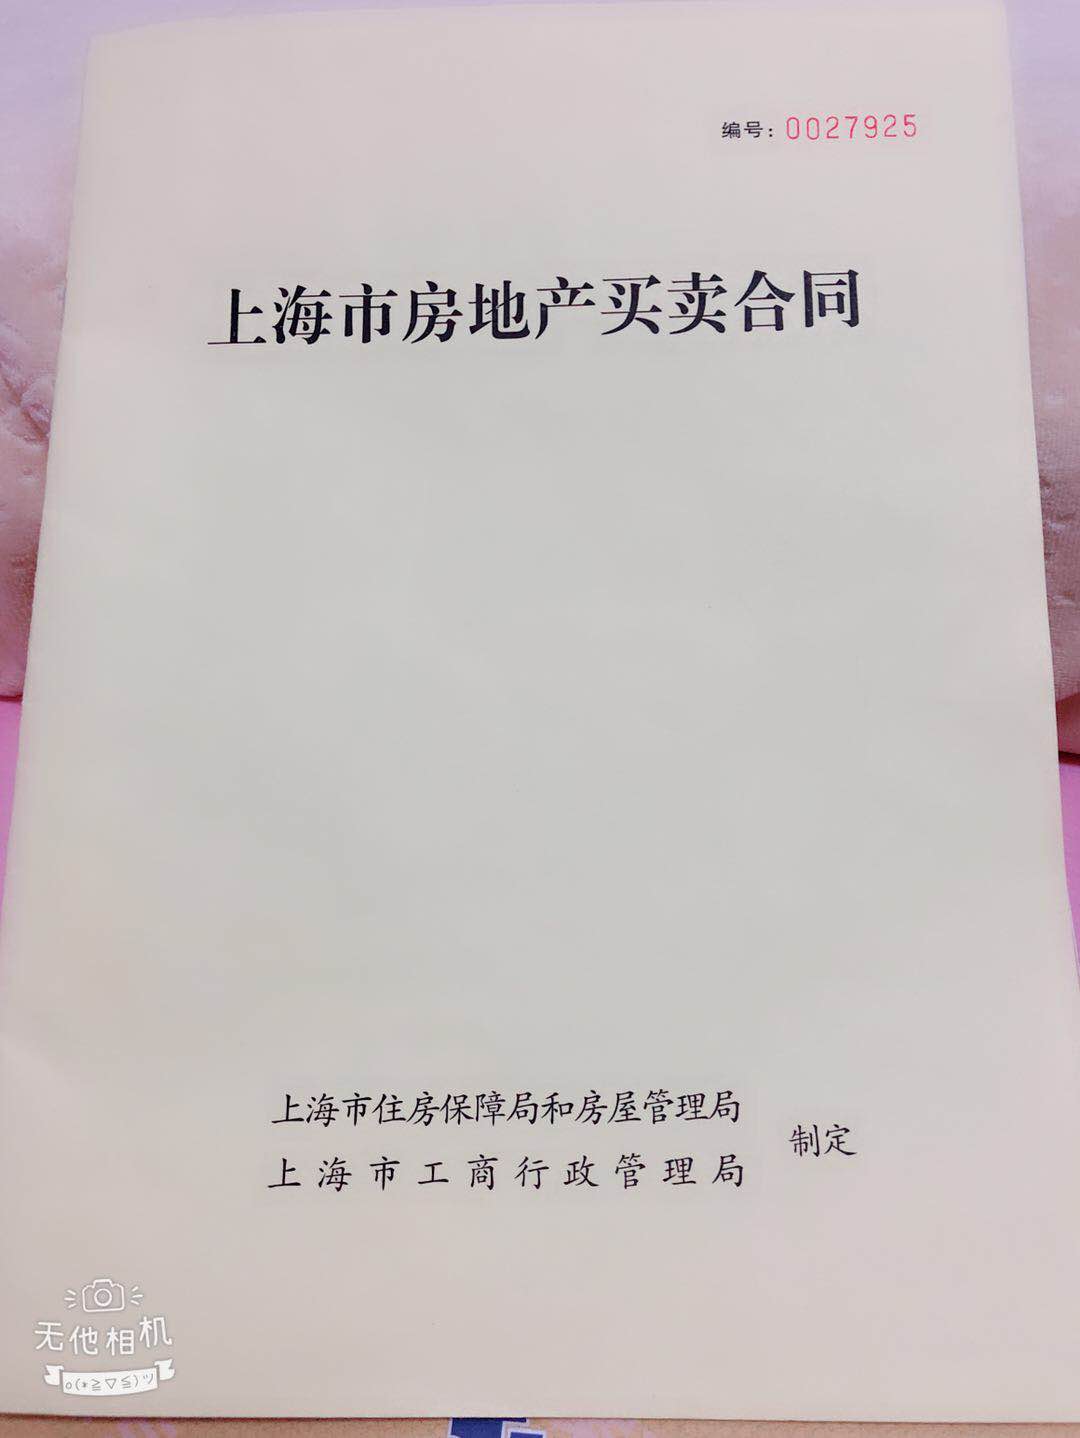 编号：0027925
上海市房地产买卖合同
上海市住房保障局和房屋管理局
上海市工商行政管理局
制定
无他相机
o(*≧▽≦)ツ